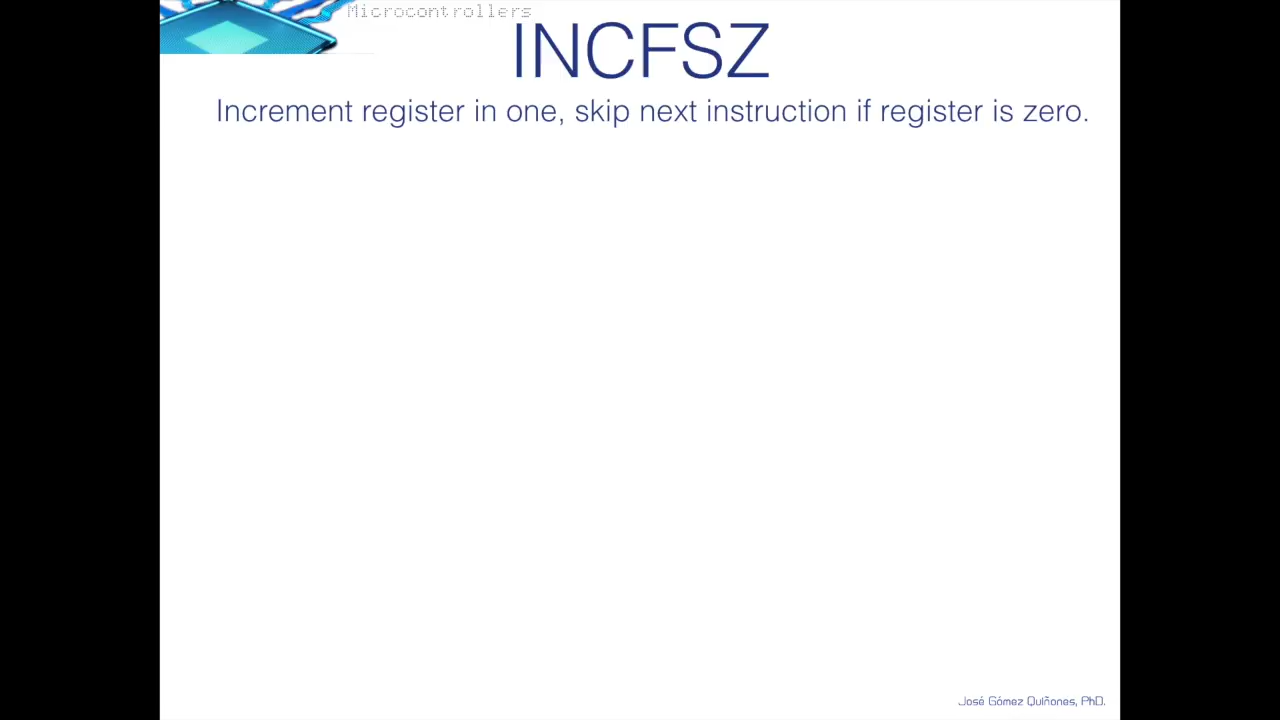 Microcontrollers
INCFSZ
Increment register in one, skip next instruction if register is zero.
José Gómez Quiñones, PhD.